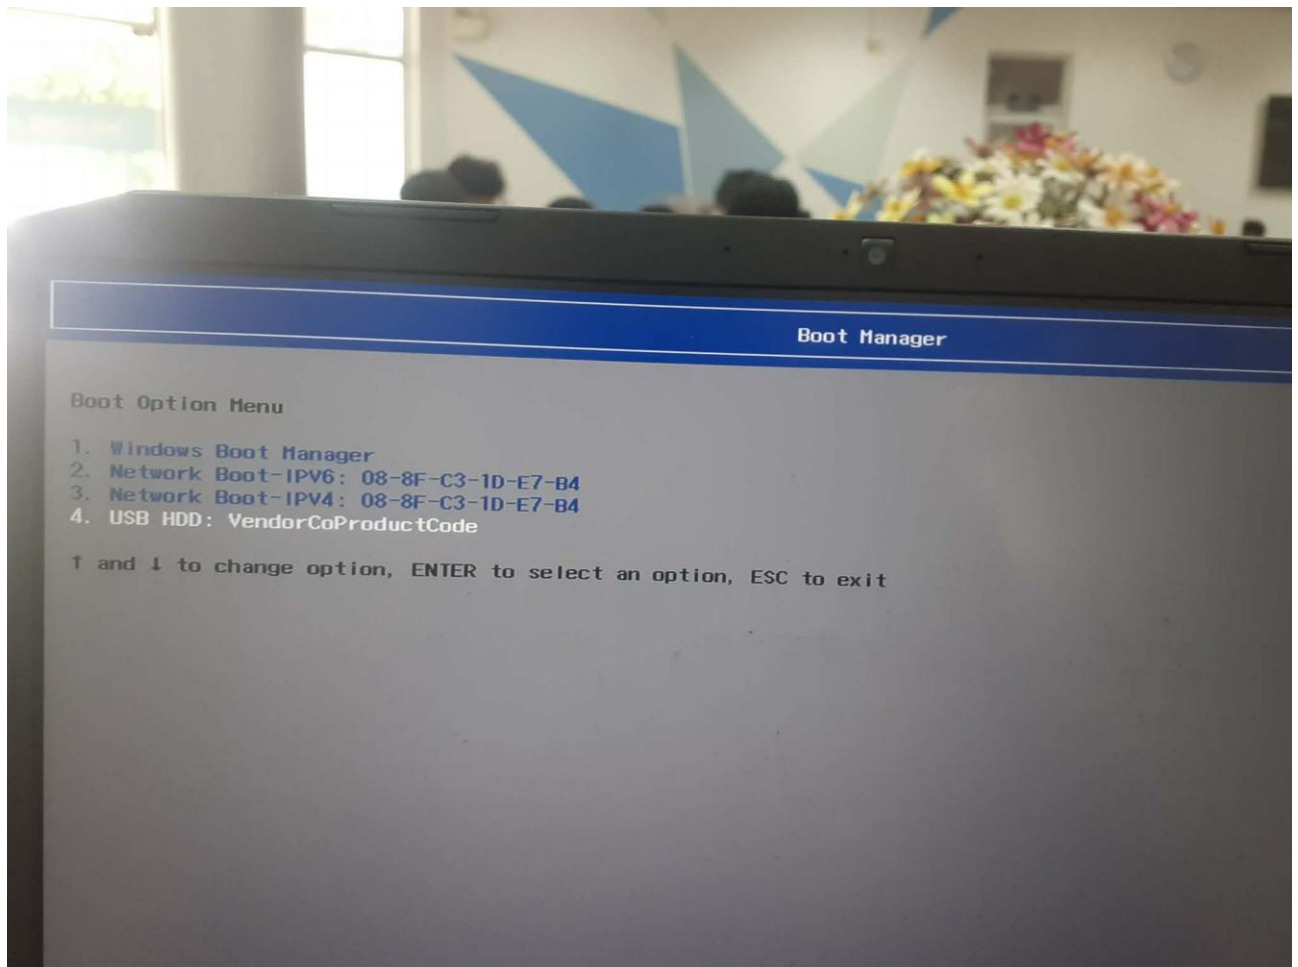 Boot Manager
Boot Option Menu
1. Windows Boot Manager
2. Network Boot-IPV6: 08-8F-C3-1D-E7-B4
3. Network Boot-IPV4: 08-8F-C3-1D-E7-B4
4. USB HDD: VendorCoProductCode
↑ and ↓ to change option, ENTER to select an option, ESC to exit